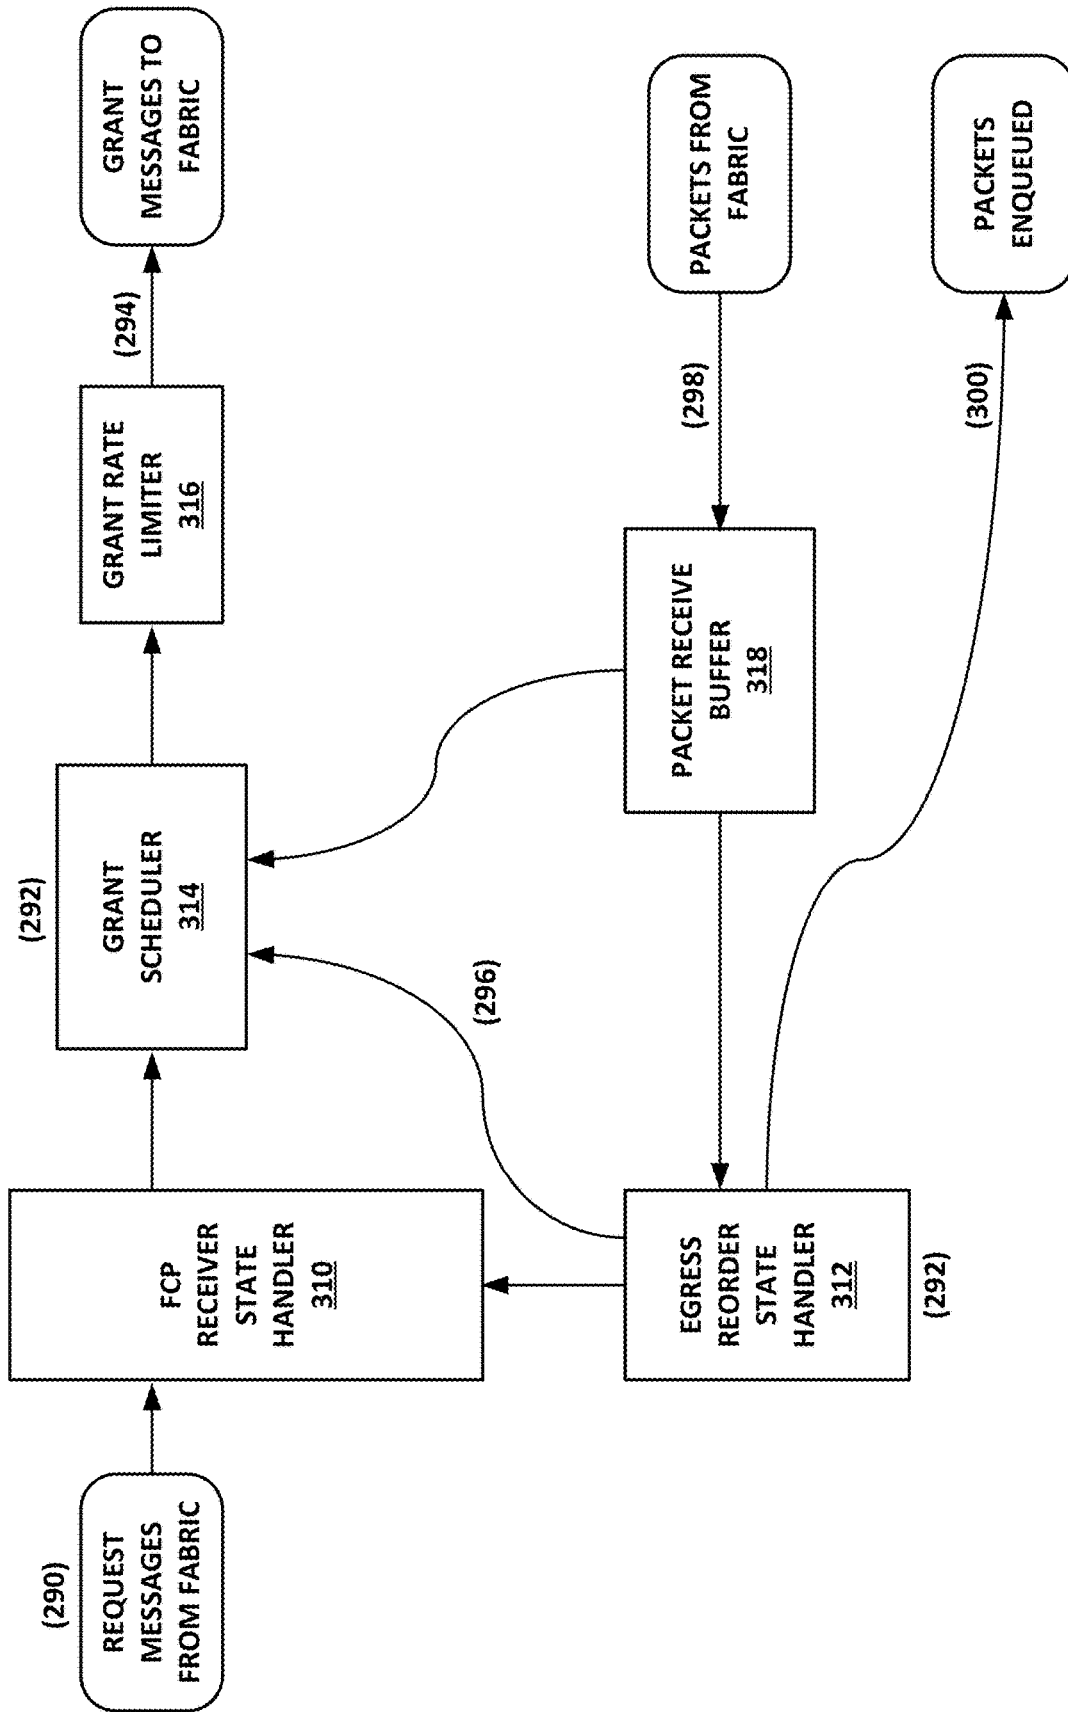 (290)
REQUEST
MESSAGES
FROM FABRIC
FCP
RECEIVER
STATE
HANDLER
310
(292)
GRANT
SCHEDULER
314
GRANT RATE
LIMITER
316
(294)
GRANT
MESSAGES TO
FABRIC
(296)
EGRESS
REORDER
STATE
HANDLER
312
(292)
PACKET RECEIVE
BUFFER
318
(298)
PACKETS FROM
FABRIC
(300)
PACKETS
ENQUEUED